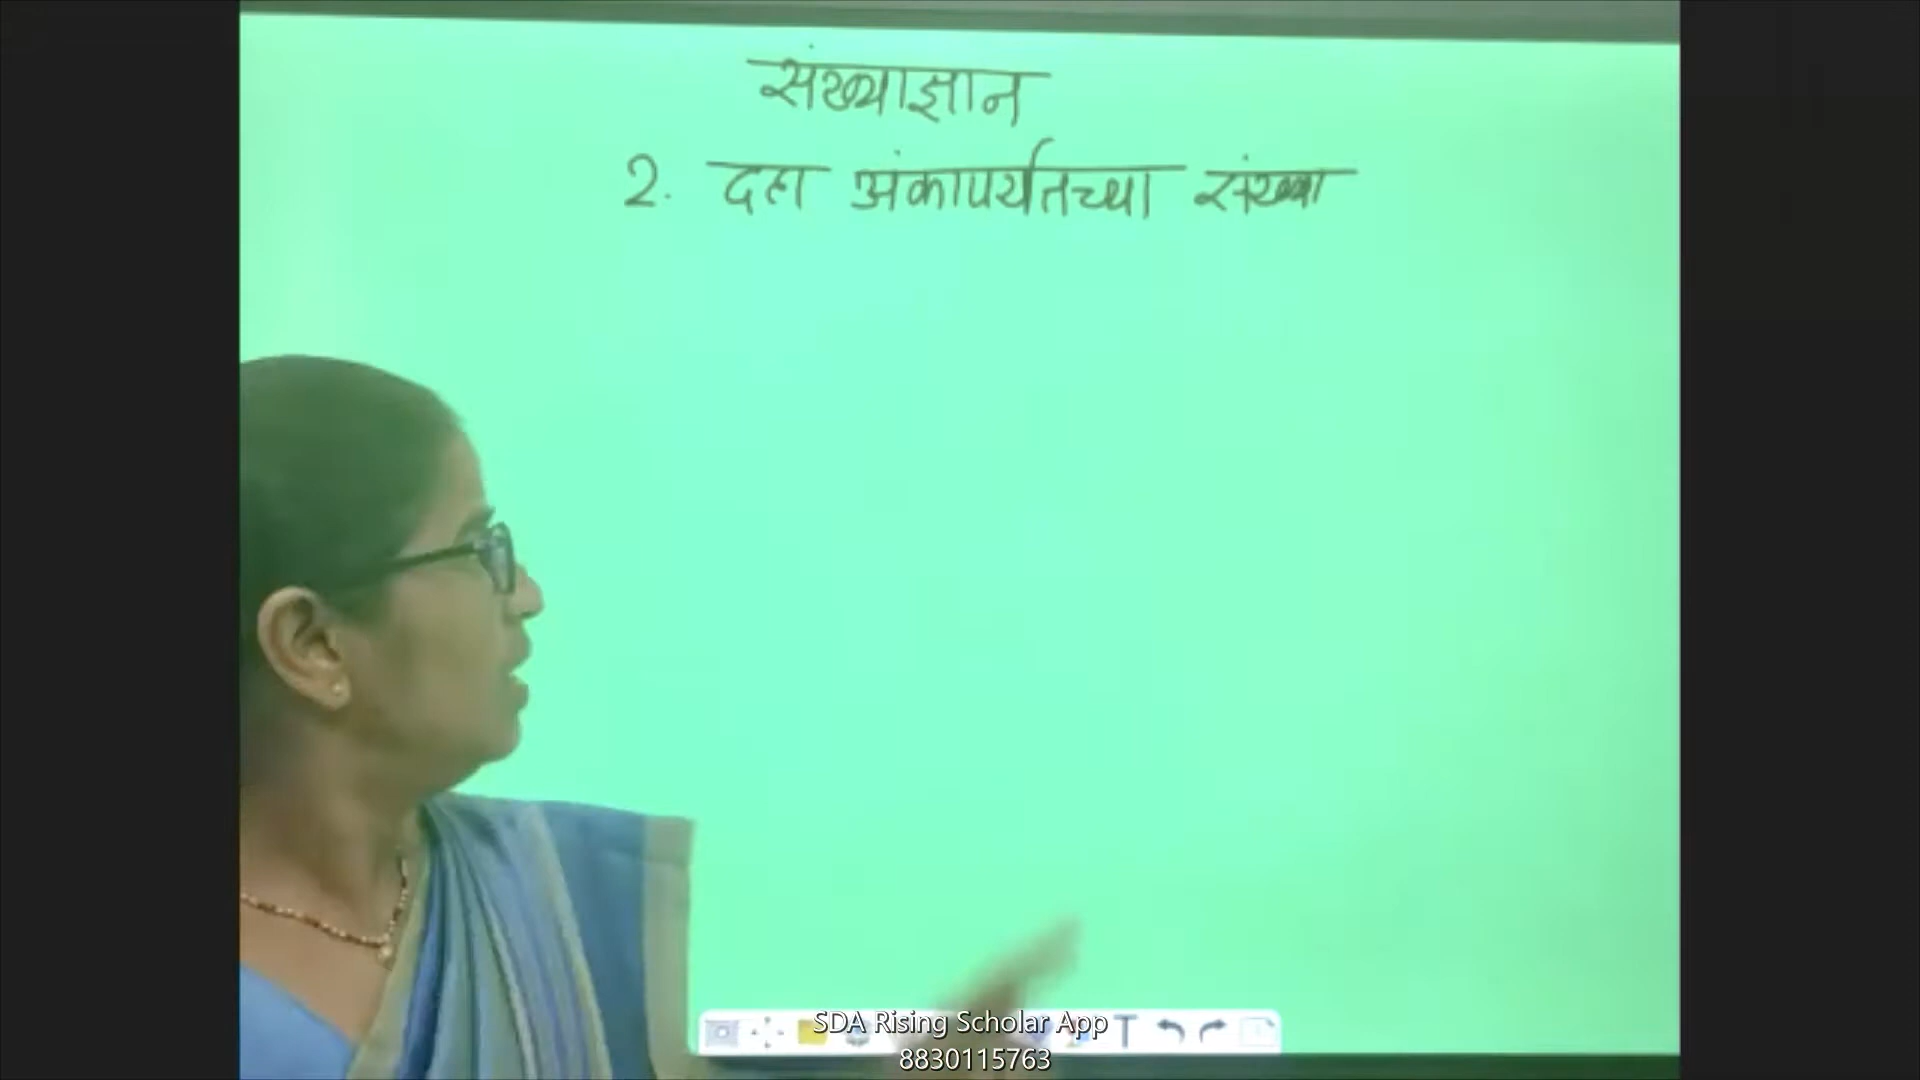 संख्याज्ञान
2. दहा अंकापर्यंतच्या संख्या
SDA Rising Scholar App
8830115763